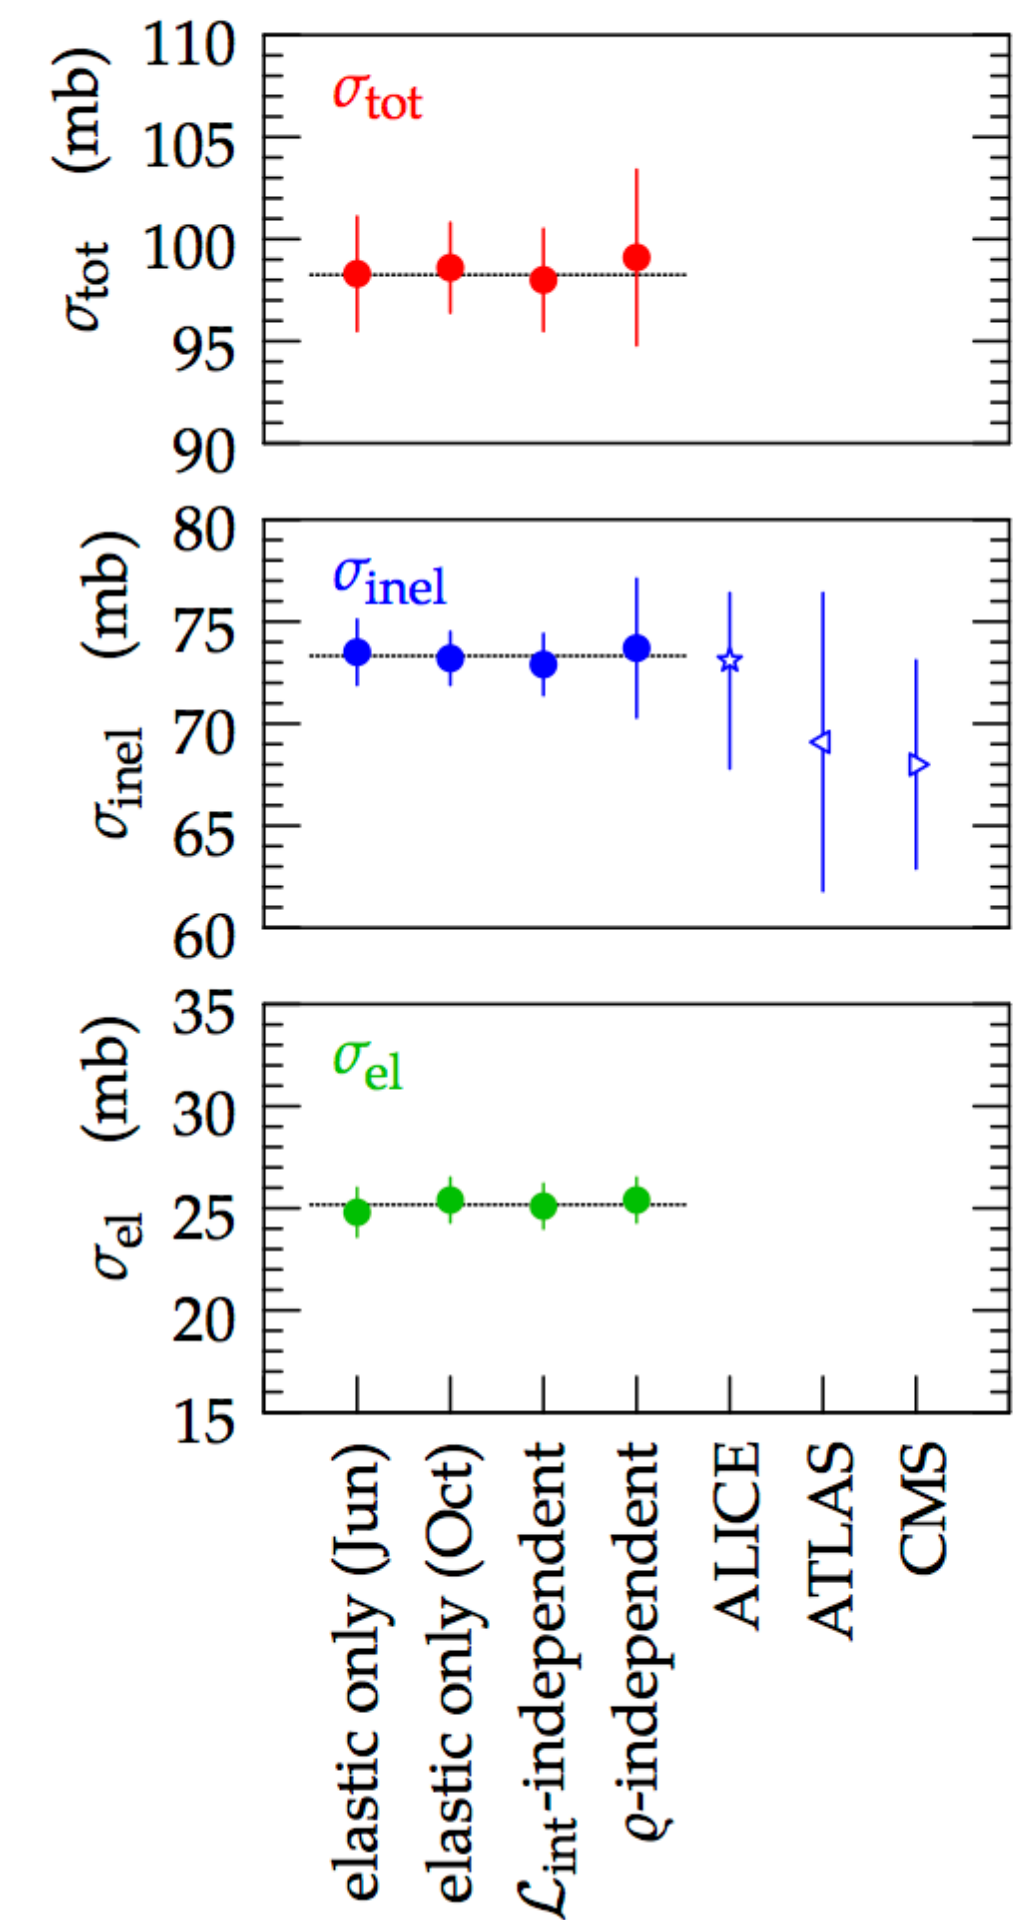 σtot (mb)
110
105
100
95
90
σtot
σinel (mb)
80
75
70
65
60
σinel
σel (mb)
35
30
25
20
15
σel
elastic only (Jun)
elastic only (Oct)
ℒint-independent
ϱ-independent
ALICE
ATLAS
CMS